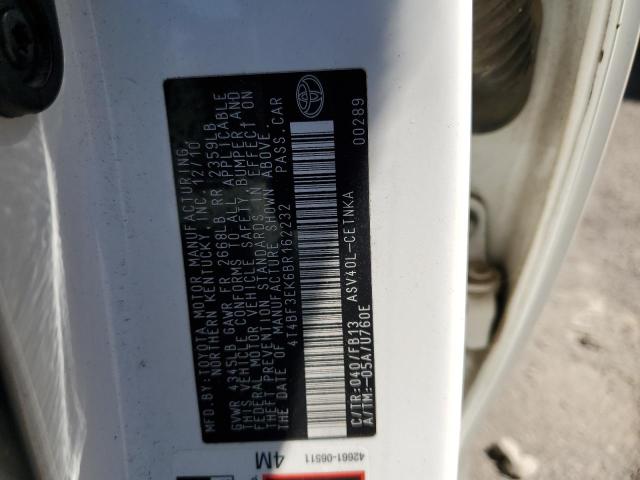 MFD.BY:TOYOTA MOTOR MANUFACTURING,
NORTHERN KENTUCKY, INC. 12/10
GVWR 4345LB GAWR FR 2668LB RR 2359LB
THIS VEHICLE CONFORMS TO ALL APPLICABLE
FEDERAL MOTOR VEHICLE SAFETY, BUMPER AND
THEFT PREVENTION STANDARDS IN EFFECT ON
THE DATE OF MANUFACTURE SHOWN ABOVE.
4T4BF3EK6BR162232 PASS.CAR
00289
C/TR:040/FB13 ASV40L-CETNKA
A/TM:-05A/U760E
42661-06511
4M